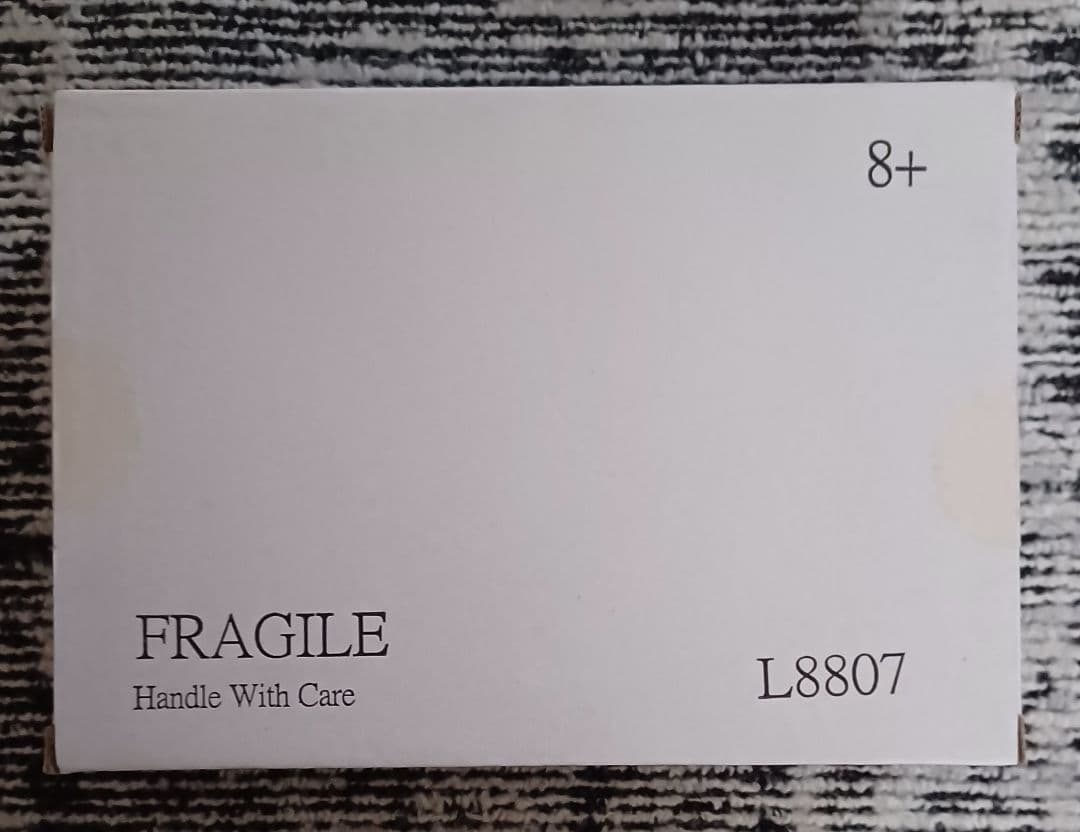 8+
FRAGILE
Handle With Care
L8807